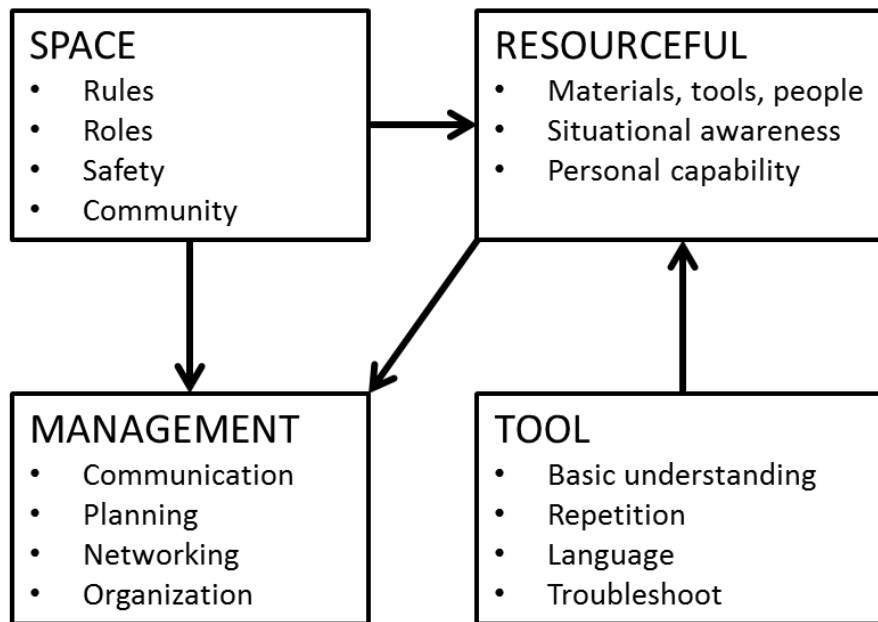 SPACE
• Rules
• Roles
• Safety
• Community
RESOURCEFUL
• Materials, tools, people
• Situational awareness
• Personal capability
MANAGEMENT
• Communication
• Planning
• Networking
• Organization
TOOL
• Basic understanding
• Repetition
• Language
• Troubleshoot